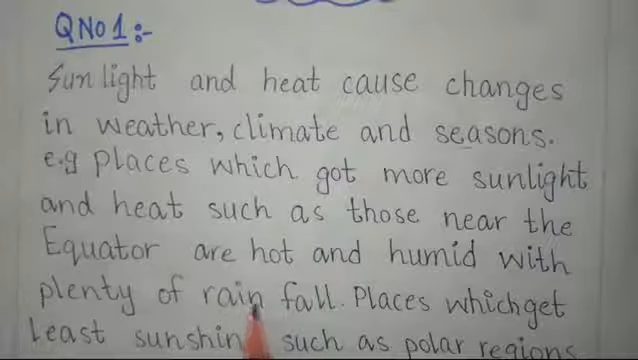 Q No 1:-
Sunlight and heat cause changes
in weather, climate and seasons.
e.g places which got more sunlight
and heat such as those near the
Equator are hot and humid with
plenty of rain fall. Places which get
Least sunshin such as polar regions